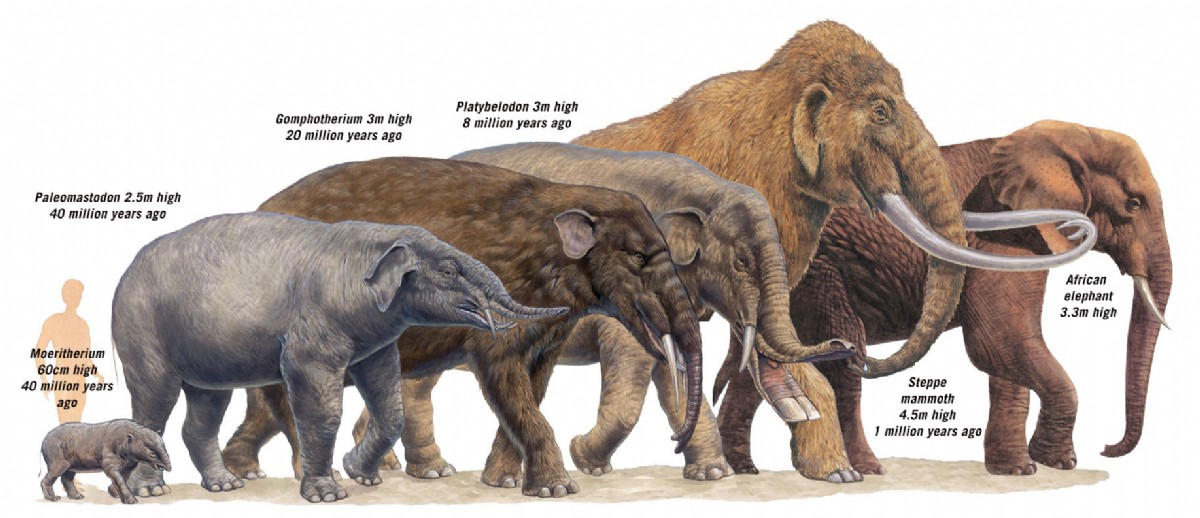 Moeritherium
60cm high
40 million years
ago
Paleomastodon 2.5m high
40 million years ago
Gomphotherium 3m high
20 million years ago
Platybelodon 3m high
8 million years ago
Steppe
mammoth
4.5m high
1 million years ago
African
elephant
3.3m high